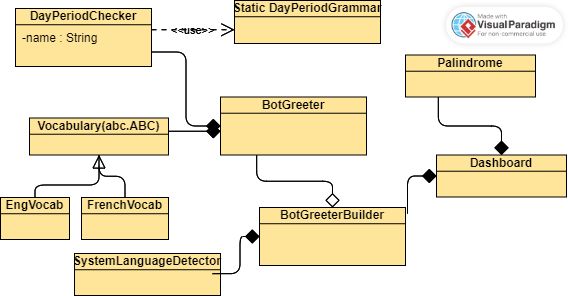 DayPeriodChecker
-name : String
<<use>>
Static DayPeriodGrammar
Made with
Visual Paradigm
For non-commercial use
Palindrome
BotGreeter
Vocabulary(abc.ABC)
Dashboard
EngVocab
FrenchVocab
BotGreeterBuilder
SystemLanguageDetector